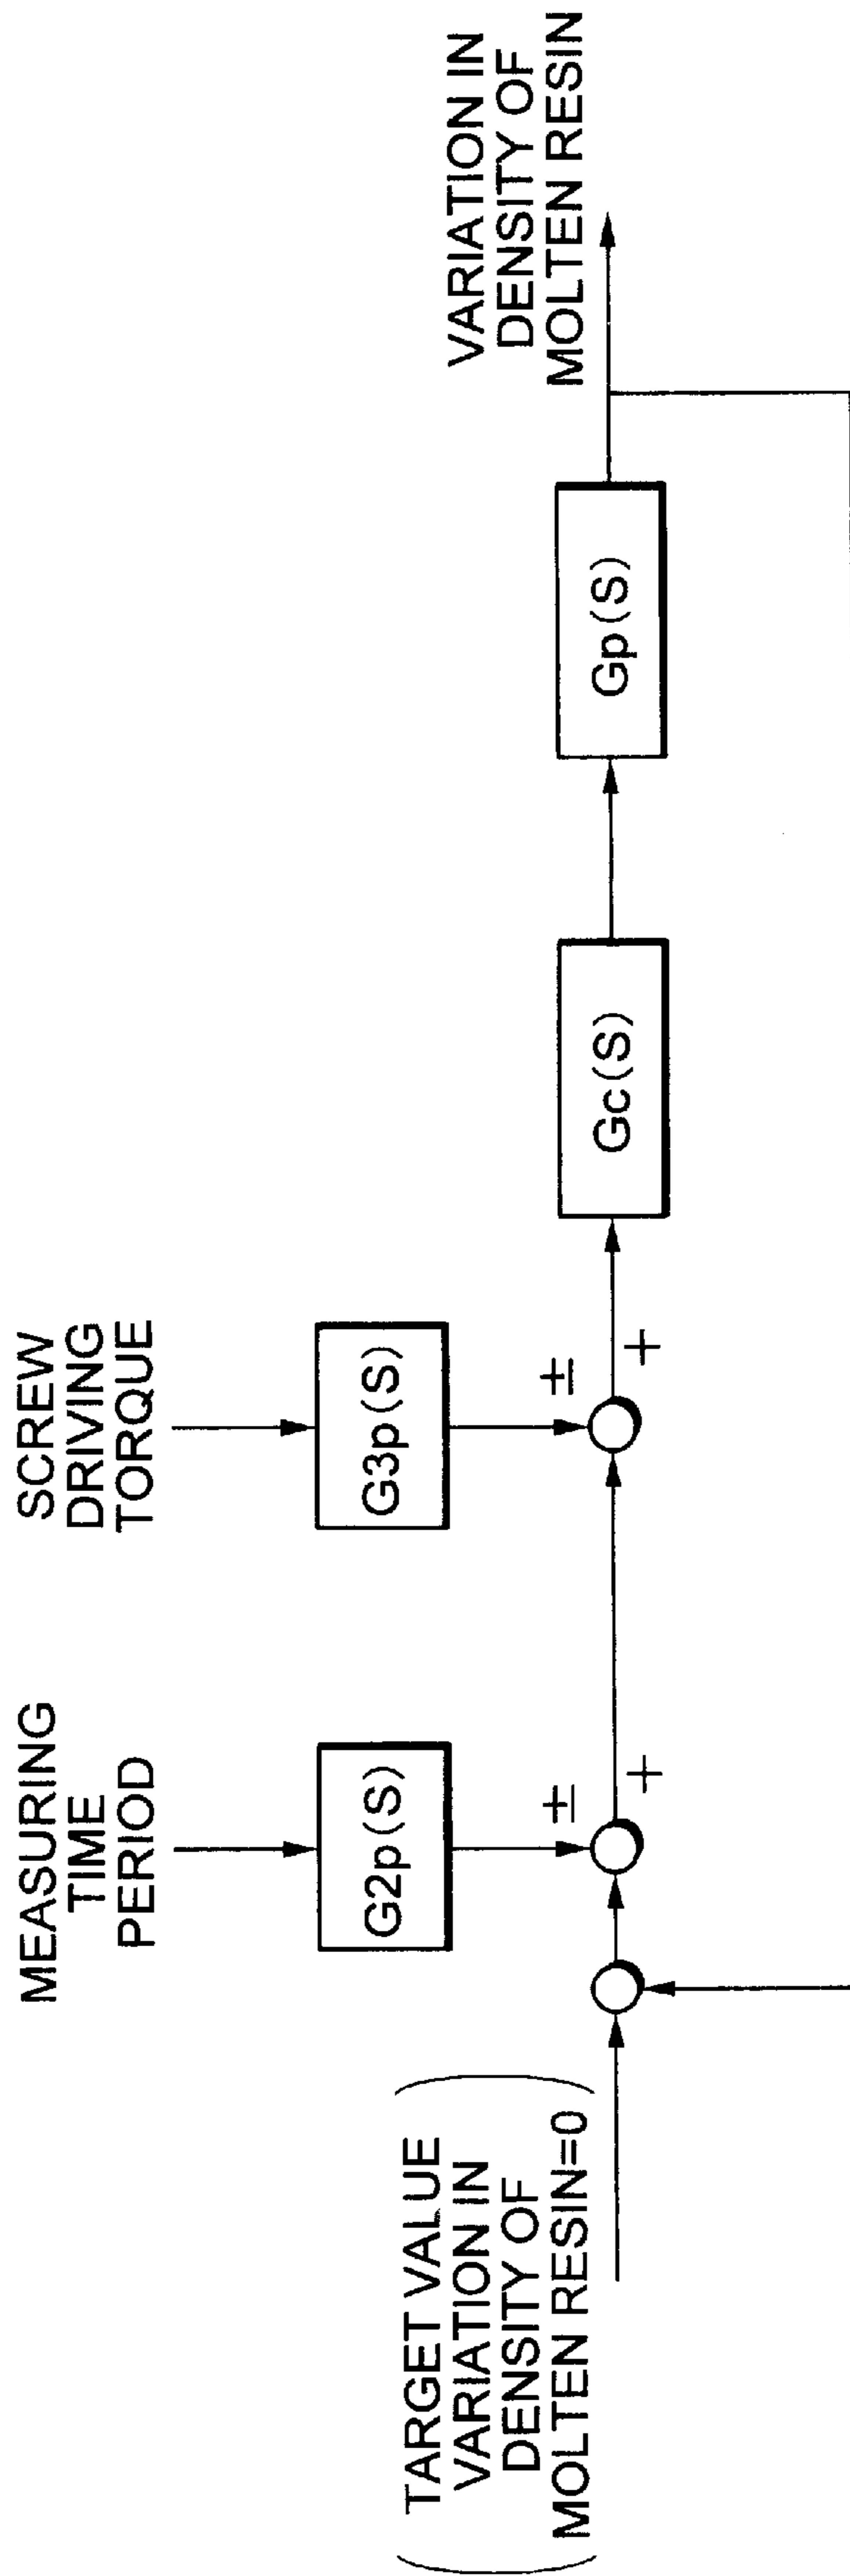 MEASURING
TIME
PERIOD
SCREW
DRIVING
TORQUE
G2p(S)
G3p(S)
TARGET VALUE
VARIATION IN
DENSITY OF
MOLTEN RESIN=0
±
+
±
+
Gc(S)
Gp(S)
VARIATION IN
DENSITY OF
MOLTEN RESIN